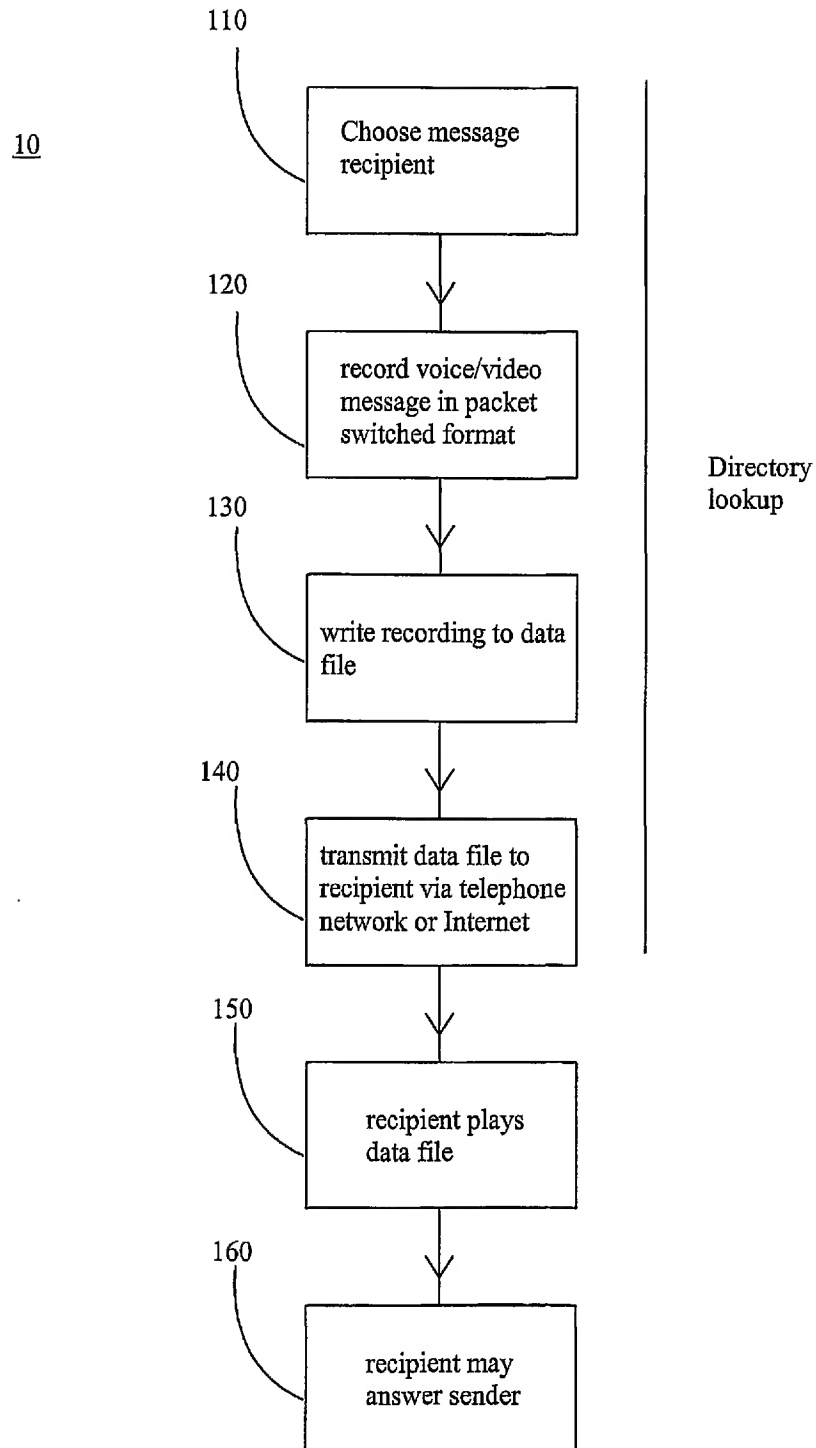 110
10
Choose message
recipient
120
record voice/video
message in packet
switched format
Directory
lookup
130
write recording to data
file
140
transmit data file to
recipient via telephone
network or Internet
150
recipient plays
data file
160
recipient may
answer sender